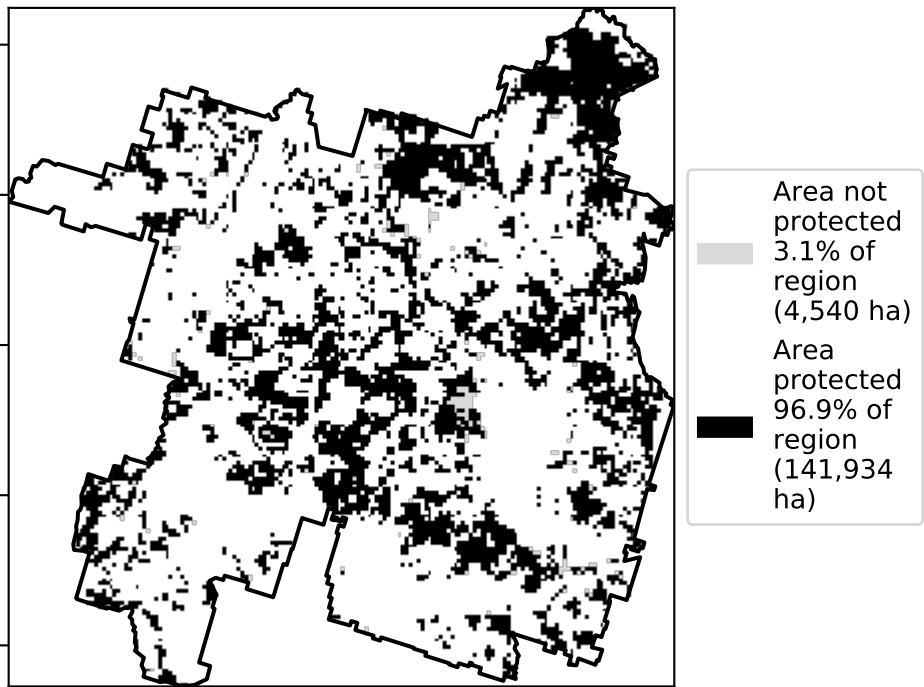 Area not
protected
3.1% of
region
(4,540 ha)
Area
protected
96.9% of
region
(141,934
ha)